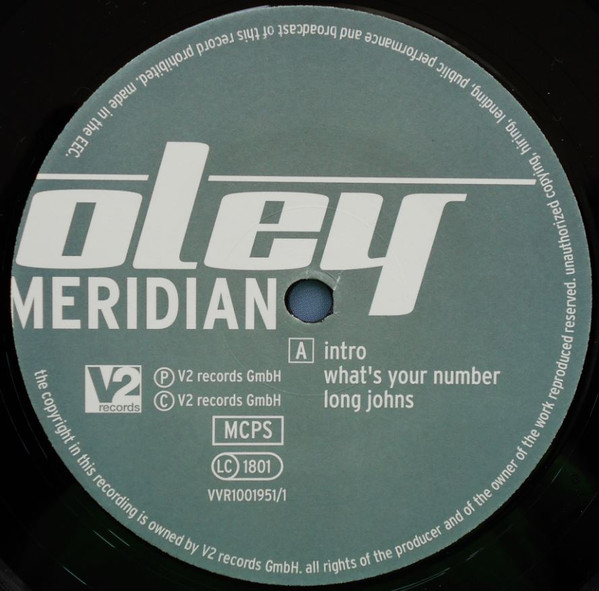 oley
MERIDIAN
A intro
what's your number
long johns
V2 records
Ⓟ V2 records GmbH
Ⓒ V2 records GmbH
MCPS
LC 1801
VVR1001951/1
the copyright in this recording is owned by V2 records GmbH. all rights of the producer and of the owner of the work reproduced reserved. unauthorized copying, hiring, lending, public performance and broadcast of this record prohibited. made in the EEC.